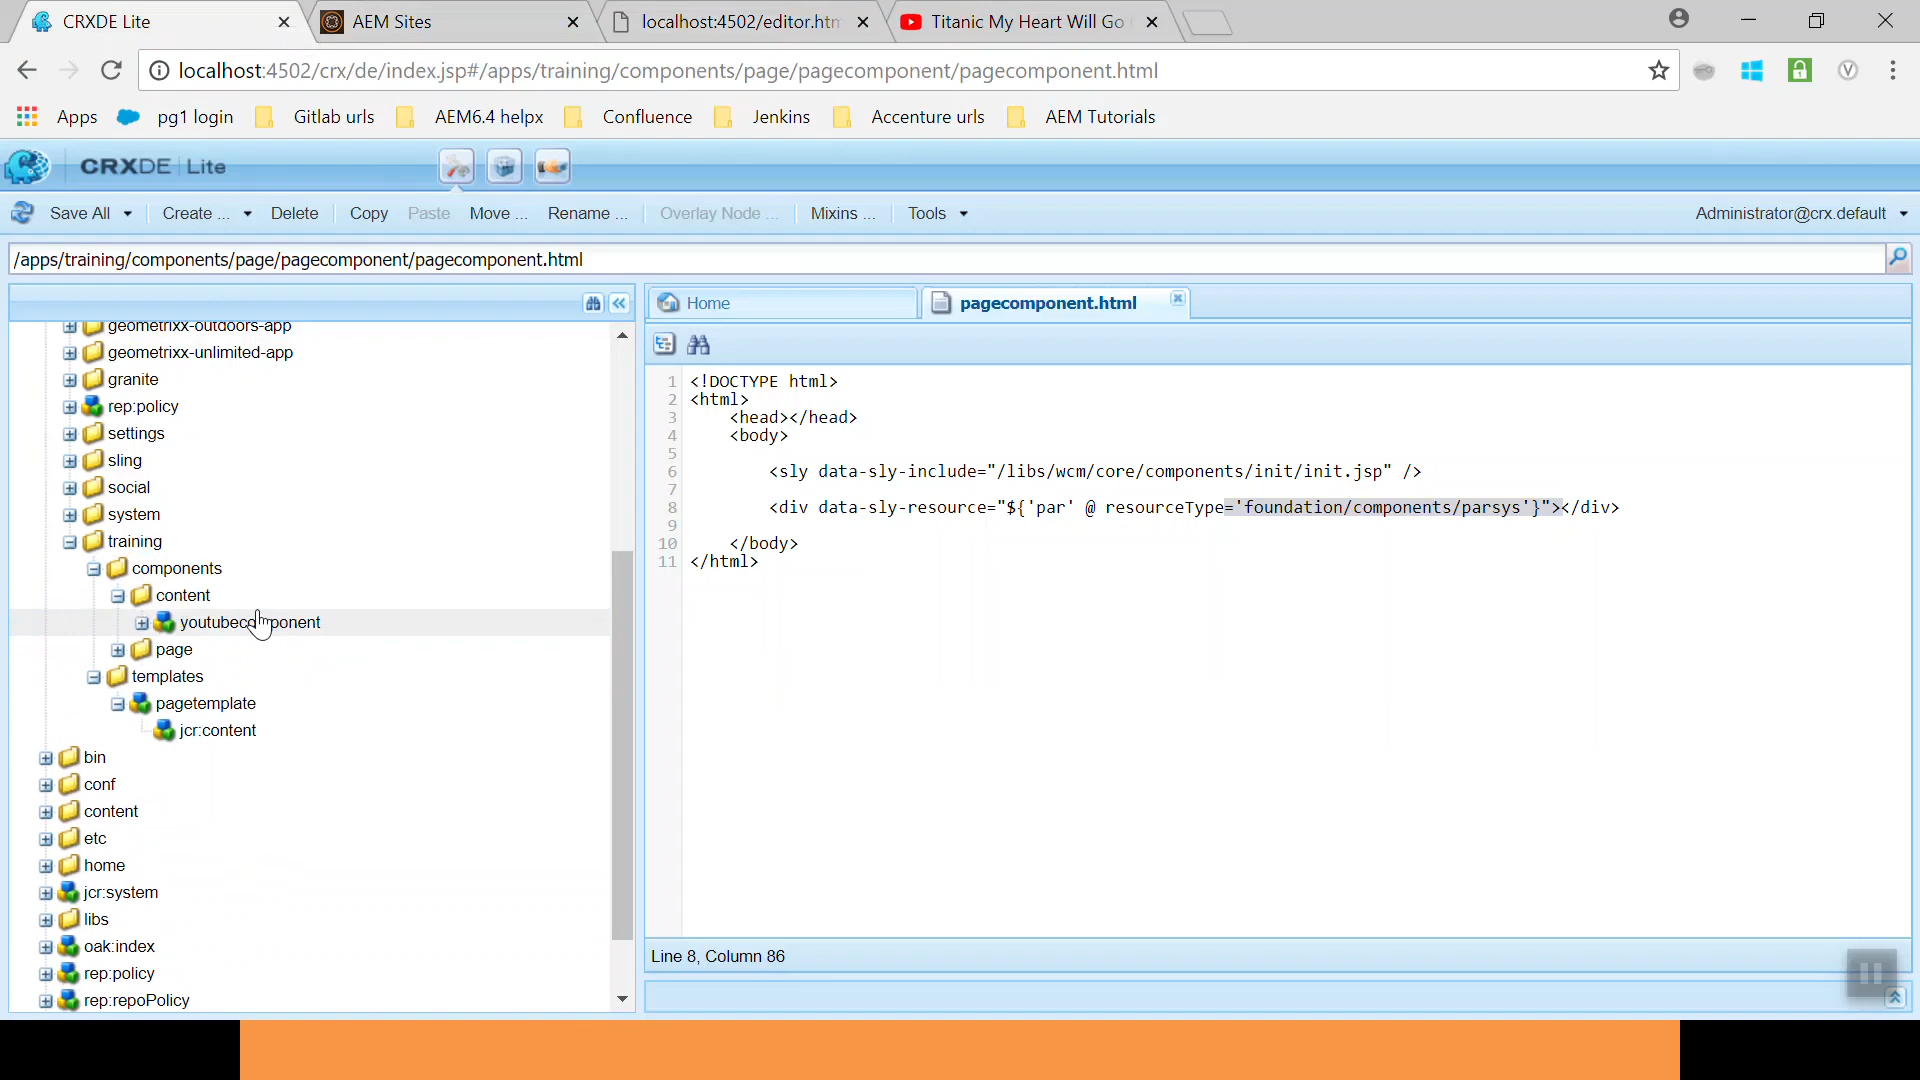 CRXDE Lite
AEM Sites
localhost:4502/editor.htm
Titanic My Heart Will Go
localhost:4502/crx/de/index.jsp#/apps/training/components/page/pagecomponent/pagecomponent.html
Apps
pg1 login
Gitlab urls
AEM6.4 helpx
Confluence
Jenkins
Accenture urls
AEM Tutorials
CRXDE | Lite
Save All
Create ...
Delete
Copy
Paste
Move ...
Rename ...
Overlay Node ...
Mixins ...
Tools
Administrator@crx.default
/apps/training/components/page/pagecomponent/pagecomponent.html
geometrixx-outdoors-app
geometrixx-unlimited-app
granite
rep:policy
settings
sling
social
system
training
components
content
youtubecomponent
page
templates
pagetemplate
jcr:content
bin
conf
content
etc
home
jcr:system
libs
oak:index
rep:policy
rep:repoPolicy
Home
pagecomponent.html
1 <!DOCTYPE html>
2 <html>
3 <head></head>
4 <body>
5
6 <sly data-sly-include="/libs/wcm/core/components/init/init.jsp" />
7
8 <div data-sly-resource="${'par' @ resourceType='foundation/components/parsys'}"></div>
9
10 </body>
11 </html>
Line 8, Column 86